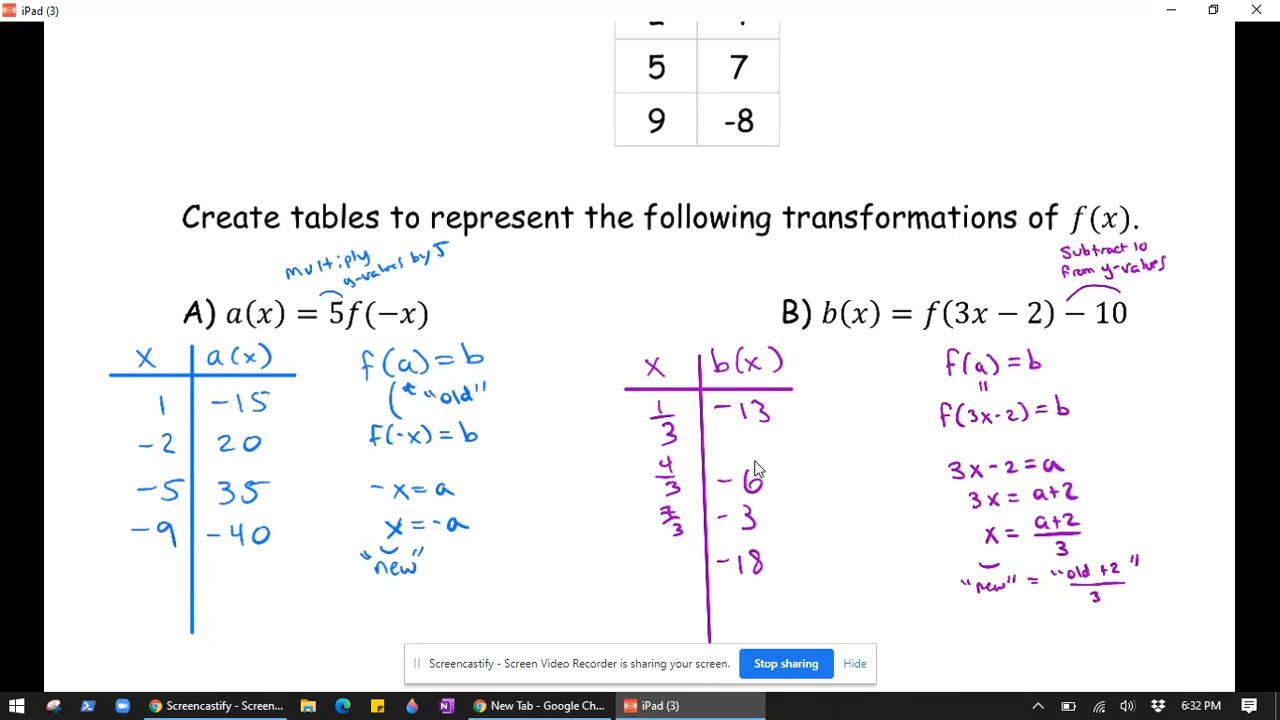 iPad (3)
5 7
9 -8
Create tables to represent the following transformations of f(x).
multiply
y-values by 5
Subtract 10
from y-values
A) a(x) = 5f(−x)
B) b(x) = f(3x − 2) − 10
x a(x)
1 -15
-2 20
-5 35
-9 -40
f(a) = b
"old"
f(-x) = b
-x = a
x = -a
"new"
x b(x)
1/3 -13
4/3 -6
7/3 -3
-18
f(a) = b
"
f(3x-2) = b
3x-2 = a
3x = a+2
x = a+2/3
"new" = "old +2"/3
Screencastify - Screen Video Recorder is sharing your screen.
Stop sharing
Hide
Screencastify - Screen...
New Tab - Google Ch...
iPad (3)
6:32 PM